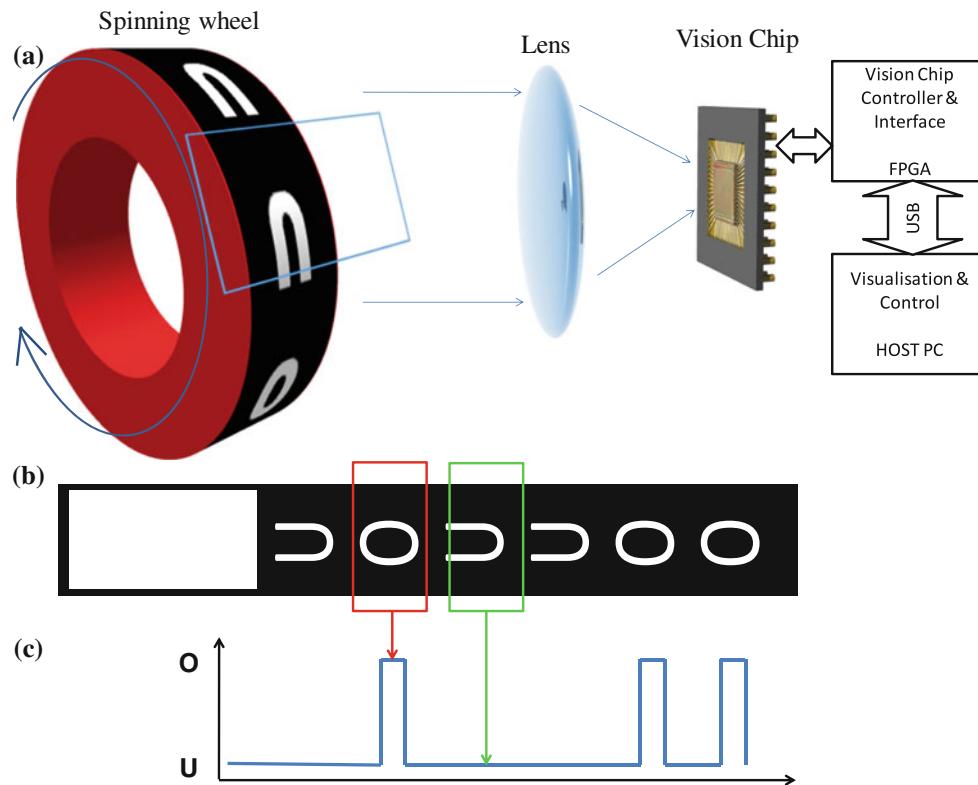 Spinning wheel
(a)
Lens
Vision Chip
Vision Chip
Controller &
Interface
FPGA
USB
Visualisation &
Control
HOST PC
U
U
O
(b)
U O U U O O
(c)
O
U